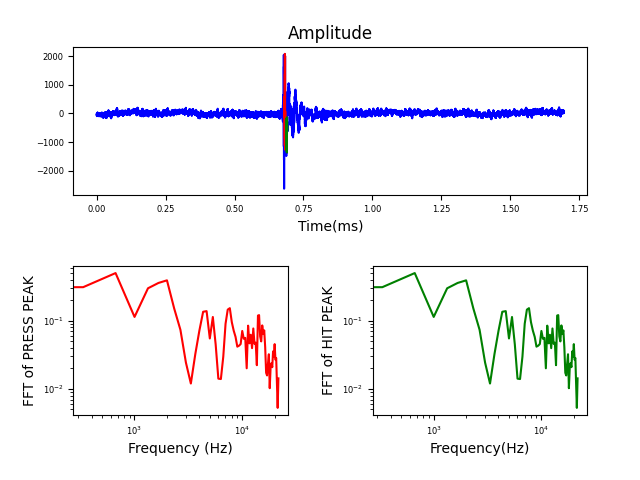 Amplitude
2000
1000
0
−1000
−2000
0.00 0.25 0.50 0.75 1.00 1.25 1.50 1.75
Time(ms)
FFT of PRESS PEAK
10⁻¹
10⁻²
10³ 10⁴
Frequency (Hz)
FFT of HIT PEAK
10⁻¹
10⁻²
10³ 10⁴
Frequency(Hz)